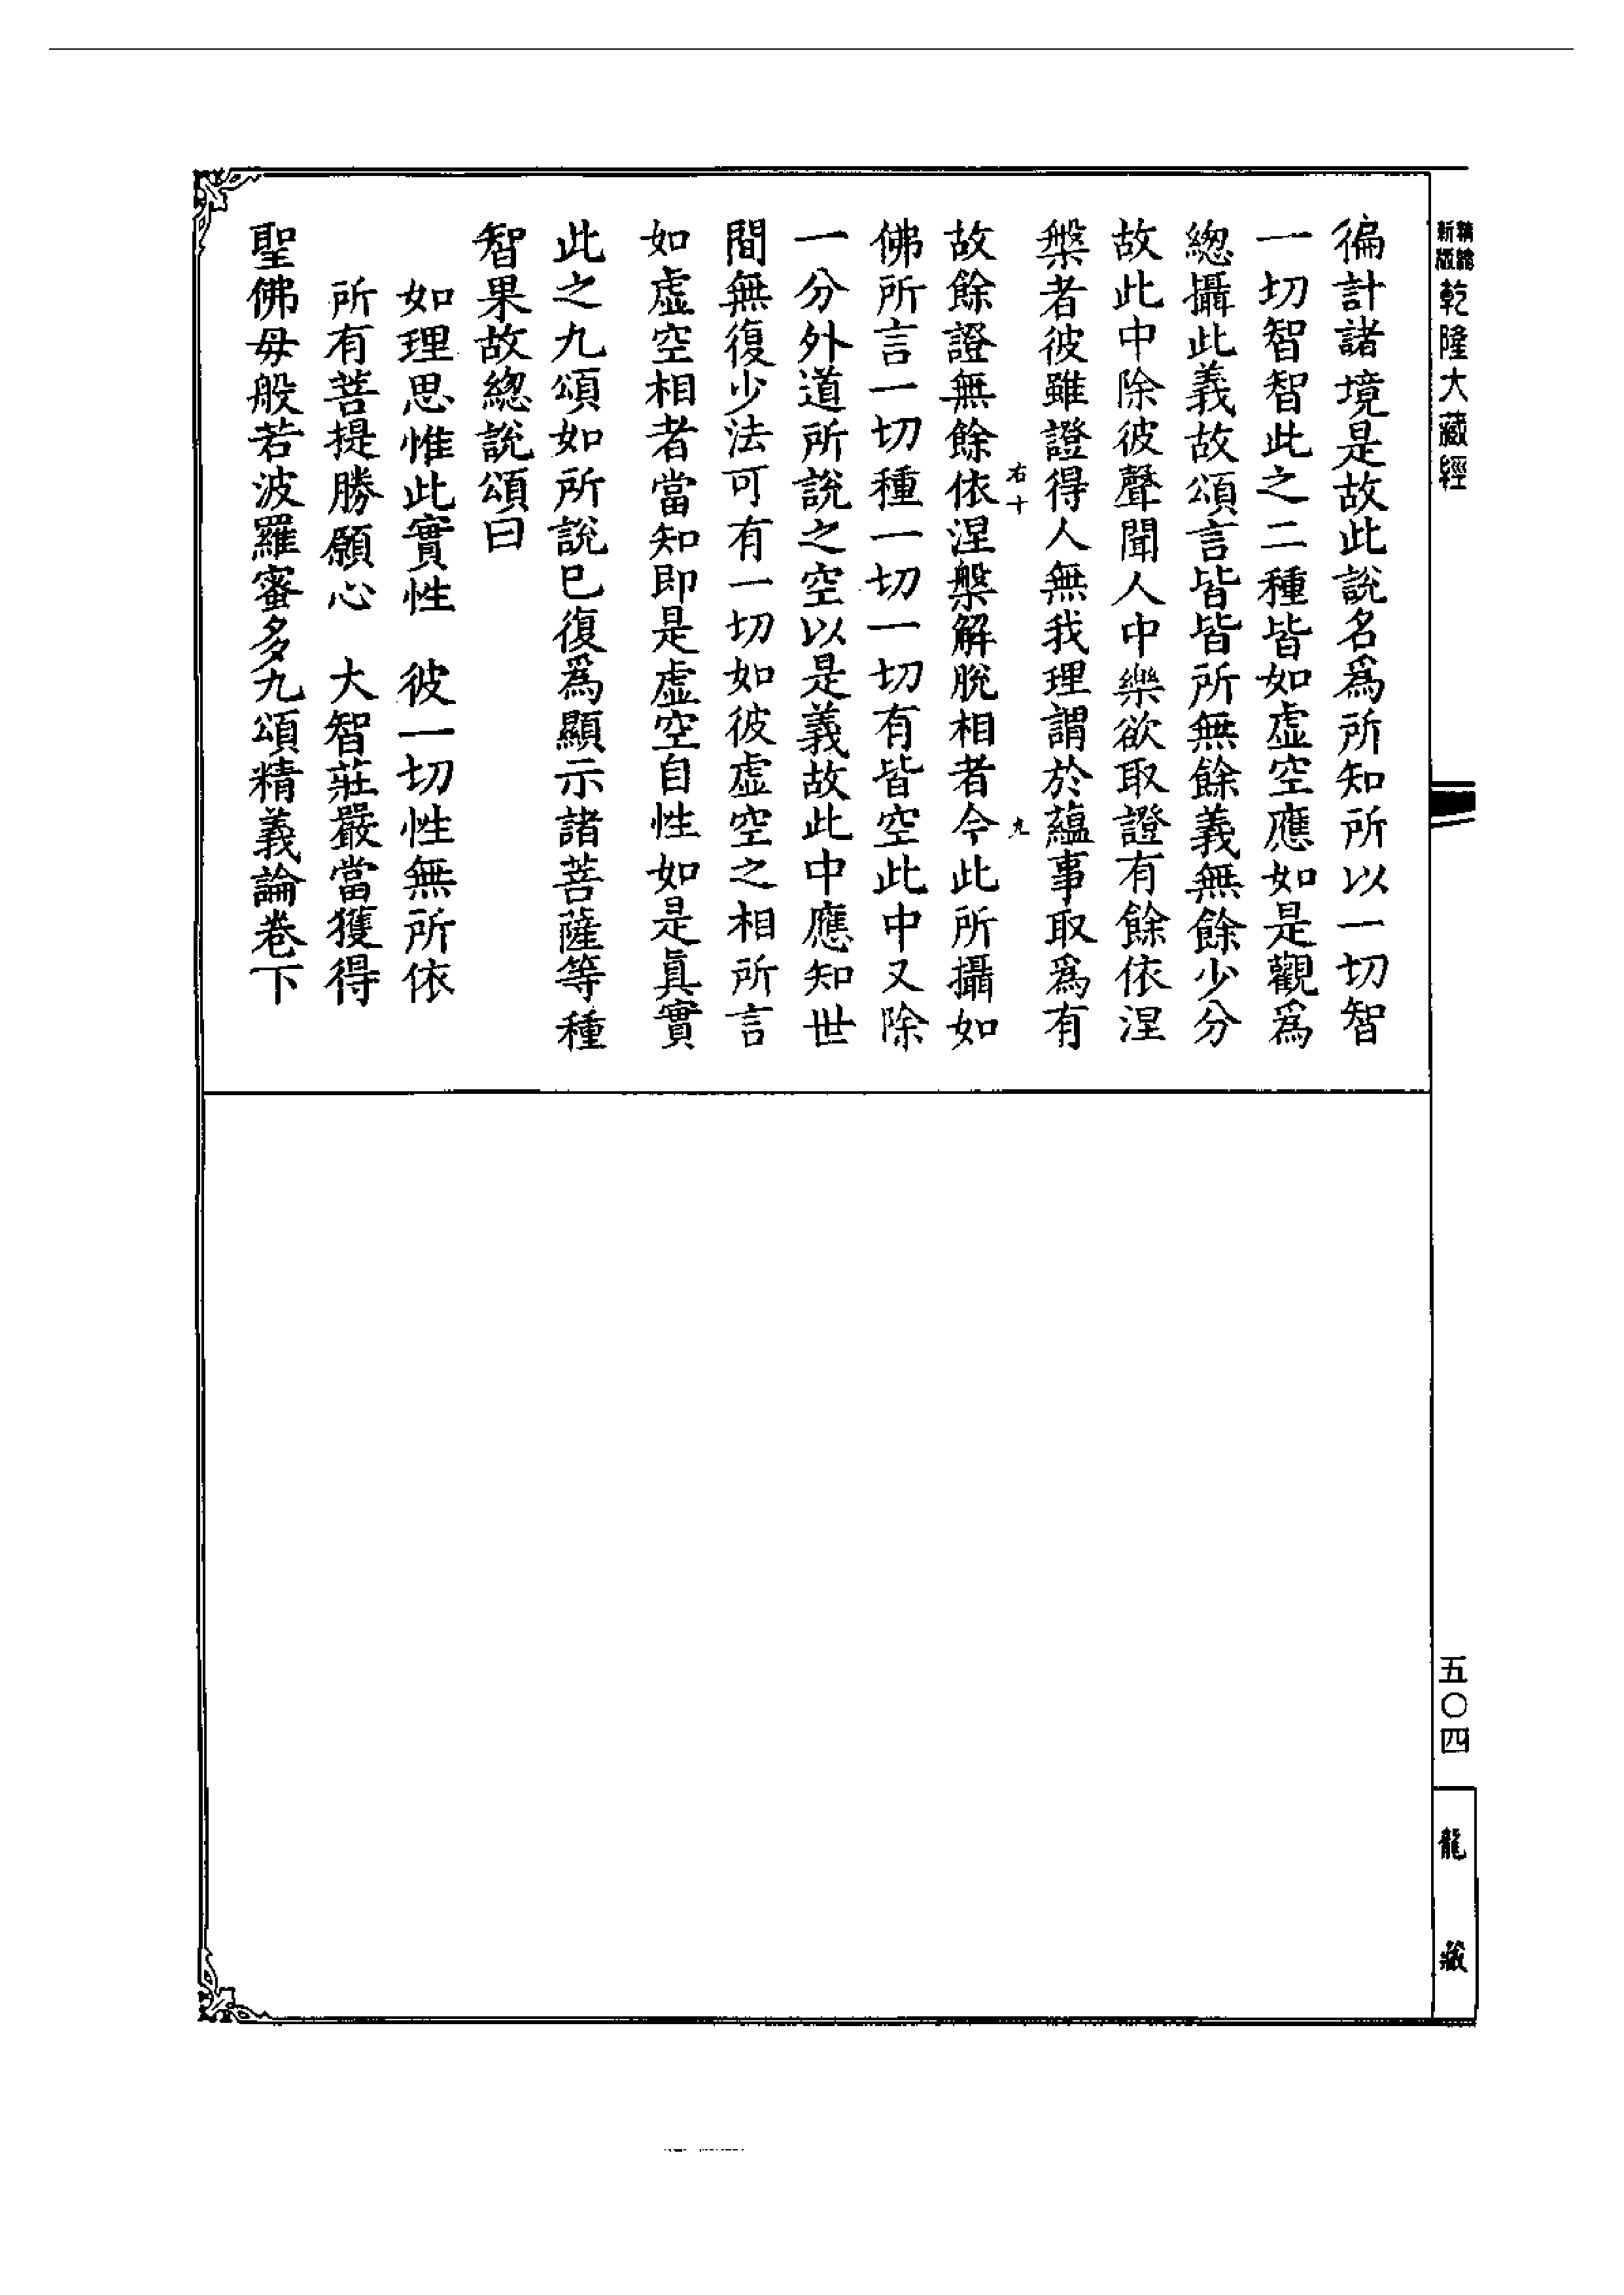 精縮新版乾隆大藏經
徧計諸境是故此說名爲所知所以一切智
一切智智此之二種皆如虛空應如是觀爲
緫攝此義故頌言皆皆所無餘義無餘少分
故此中除彼聲聞人中樂欲取證有餘依涅
槃者彼雖證得人無我理謂於蘊事取爲有
右十
九
故餘證無餘依涅槃解脫相者今此所攝如
佛所言一切種一切一切有皆空此中又除
一分外道所說之空以是義故此中應知世
間無復少法可有一切如彼虛空之相所言
如虛空相者當知即是虛空自性如是真實
此之九頌如所說已復爲顯示諸菩薩等種
智果故緫說頌曰
如理思惟此實性　彼一切性無所依
所有菩提勝願心　大智莊嚴當獲得
聖佛母般若波羅蜜多九頌精義論卷下
五〇四
龍藏